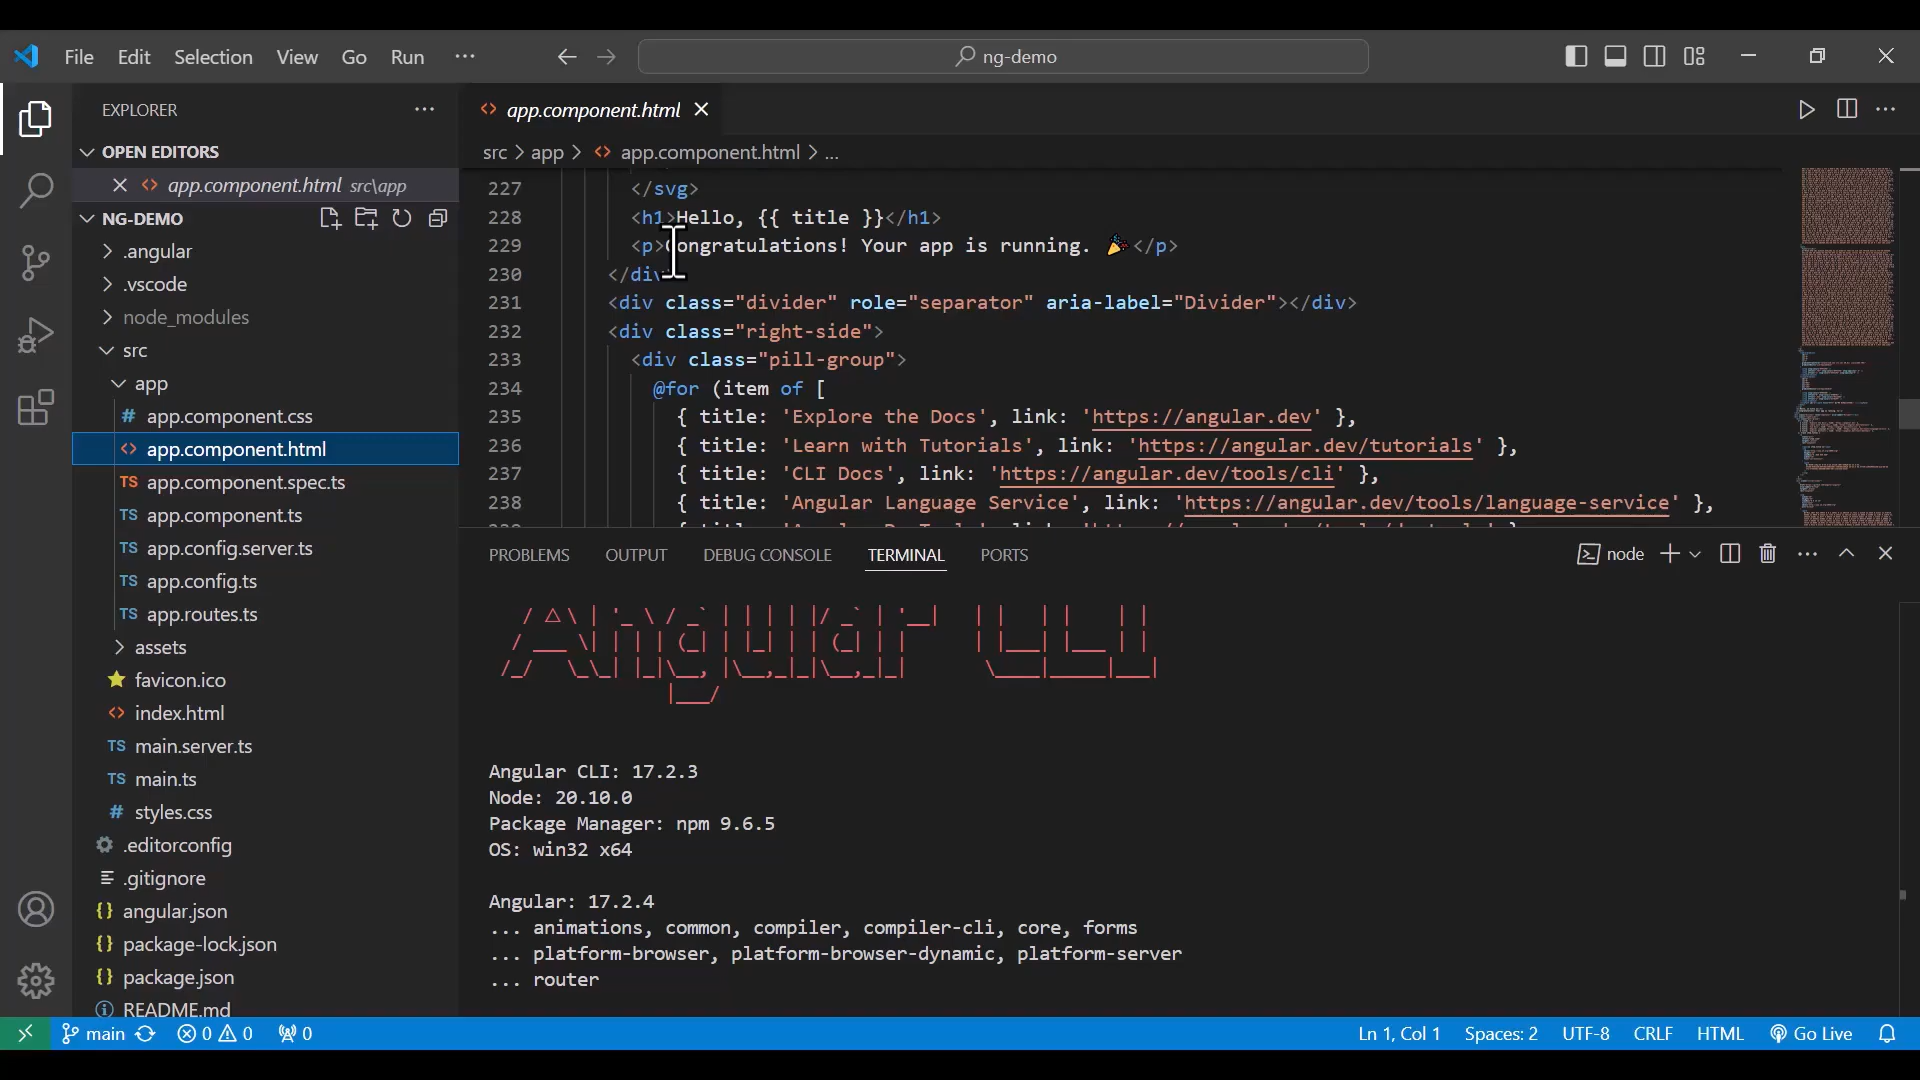 File Edit Selection View Go Run ···
ng-demo
EXPLORER
OPEN EDITORS
app.component.html src\app
NG-DEMO
.angular
.vscode
node_modules
src
app
# app.component.css
<> app.component.html
TS app.component.spec.ts
TS app.component.ts
TS app.config.server.ts
TS app.config.ts
TS app.routes.ts
assets
favicon.ico
<> index.html
TS main.server.ts
TS main.ts
# styles.css
.editorconfig
.gitignore
{} angular.json
{} package-lock.json
{} package.json
README.md
app.component.html
src > app > <> app.component.html > ...
227 </svg>
228 <h1>Hello, {{ title }}</h1>
229 <p>Congratulations! Your app is running. 🎉</p>
230 </div>
231 <div class="divider" role="separator" aria-label="Divider"></div>
232 <div class="right-side">
233 <div class="pill-group">
234 @for (item of [
235 { title: 'Explore the Docs', link: 'https://angular.dev' },
236 { title: 'Learn with Tutorials', link: 'https://angular.dev/tutorials' },
237 { title: 'CLI Docs', link: 'https://angular.dev/tools/cli' },
238 { title: 'Angular Language Service', link: 'https://angular.dev/tools/language-service' },
PROBLEMS OUTPUT DEBUG CONSOLE TERMINAL PORTS
node
Angular CLI
Angular CLI: 17.2.3
Node: 20.10.0
Package Manager: npm 9.6.5
OS: win32 x64
Angular: 17.2.4
... animations, common, compiler, compiler-cli, core, forms
... platform-browser, platform-browser-dynamic, platform-server
... router
main 0 0 0
Ln 1, Col 1 Spaces: 2 UTF-8 CRLF HTML Go Live